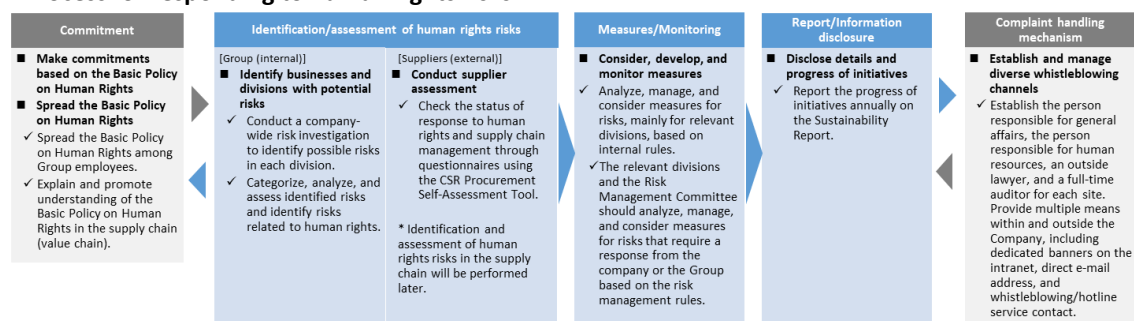 Commitment
■ Make commitments
based on the Basic Policy
on Human Rights
■ Spread the Basic Policy
on Human Rights
✓ Spread the Basic Policy
on Human Rights among
Group employees.
✓ Explain and promote
understanding of the
Basic Policy on Human
Rights in the supply chain
(value chain).
Identification/assessment of human rights risks
[Group (internal)]
■ Identify businesses and
divisions with potential
risks
✓ Conduct a company-
wide risk investigation
to identify possible risks
in each division.
✓ Categorize, analyze, and
assess identified risks
and identify risks
related to human rights.
[Suppliers (external)]
■ Conduct supplier
assessment
✓ Check the status of
response to human
rights and supply chain
management through
questionnaires using
the CSR Procurement
Self-Assessment Tool.
* Identification and
assessment of human
rights risks in the supply
chain will be performed
later.
Measures/Monitoring
■ Consider, develop, and
monitor measures
✓ Analyze, manage, and
consider measures for
risks, mainly for relevant
divisions, based on
internal rules.
✓The relevant divisions
and the Risk
Management Committee
should analyze, manage,
and consider measures
for risks that require a
response from the
company or the Group
based on the risk
management rules.
Report/Information
disclosure
■ Disclose details and
progress of initiatives
✓ Report the progress of
initiatives annually on
the Sustainability
Report.
Complaint handling
mechanism
■ Establish and manage
diverse whistleblowing
channels
✓ Establish the person
responsible for general
affairs, the person
responsible for human
resources, an outside
lawyer, and a full-time
auditor for each site.
Provide multiple means
within and outside the
Company, including
dedicated banners on the
intranet, direct e-mail
address, and
whistleblowing/hotline
service contact.